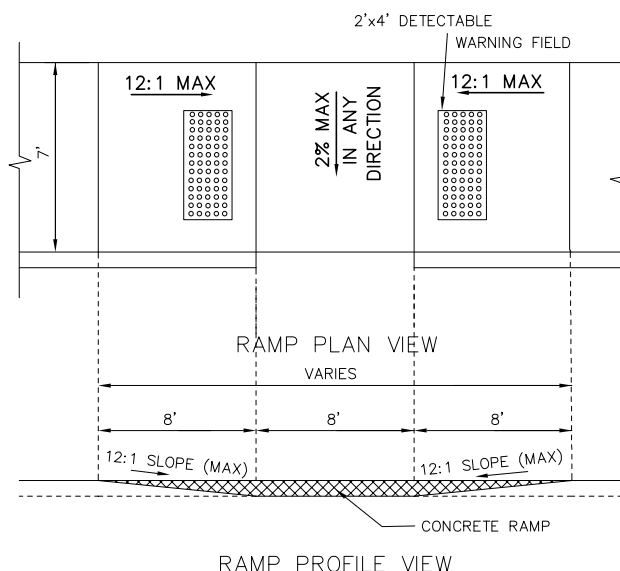 2'x4' DETECTABLE
WARNING FIELD
12:1 MAX
12:1 MAX
2% MAX
IN ANY
DIRECTION
7'
RAMP PLAN VIEW
VARIES
8'
8'
8'
12:1 SLOPE (MAX)
12:1 SLOPE (MAX)
CONCRETE RAMP
RAMP PROFILE VIEW